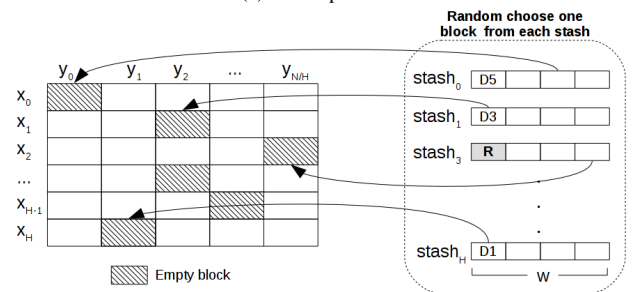 Random choose one
block from each stash
y0 y1 y2 ... yN/H
x0
x1
x2
...
xH-1
xH
stash0 D5
stash1 D3
stash3 R
.
.
.
stashH D1
W
Empty block